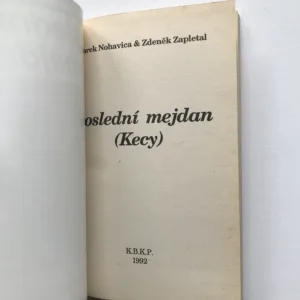 arek Nohavica & Zdeněk Zapletal
oslední mejdan
(Kecy)
K.B.K.P.
1992